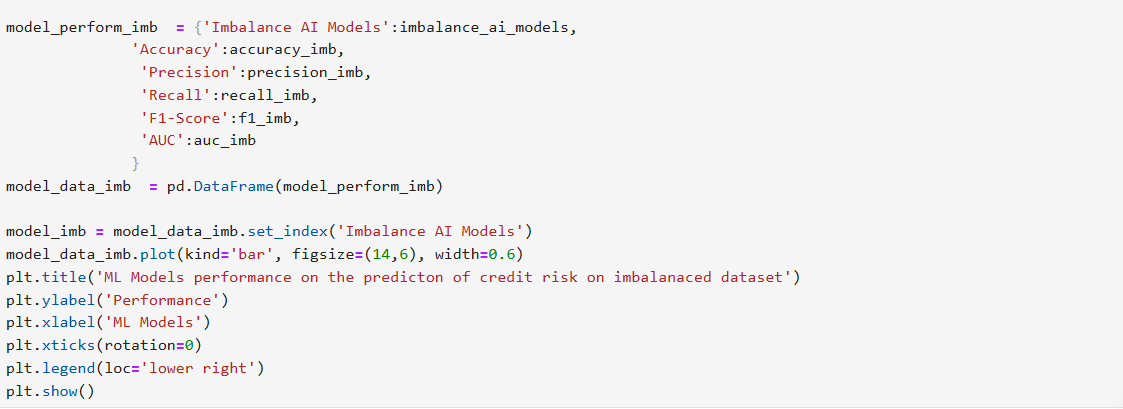 model_perform_imb  = {'Imbalance AI Models':imbalance_ai_models,
              'Accuracy':accuracy_imb,
               'Precision':precision_imb,
               'Recall':recall_imb,
               'F1-Score':f1_imb,
               'AUC':auc_imb
              }
model_data_imb  = pd.DataFrame(model_perform_imb)

model_imb = model_data_imb.set_index('Imbalance AI Models')
model_data_imb.plot(kind='bar', figsize=(14,6), width=0.6)
plt.title('ML Models performance on the predicton of credit risk on imbalanaced dataset')
plt.ylabel('Performance')
plt.xlabel('ML Models')
plt.xticks(rotation=0)
plt.legend(loc='lower right')
plt.show()